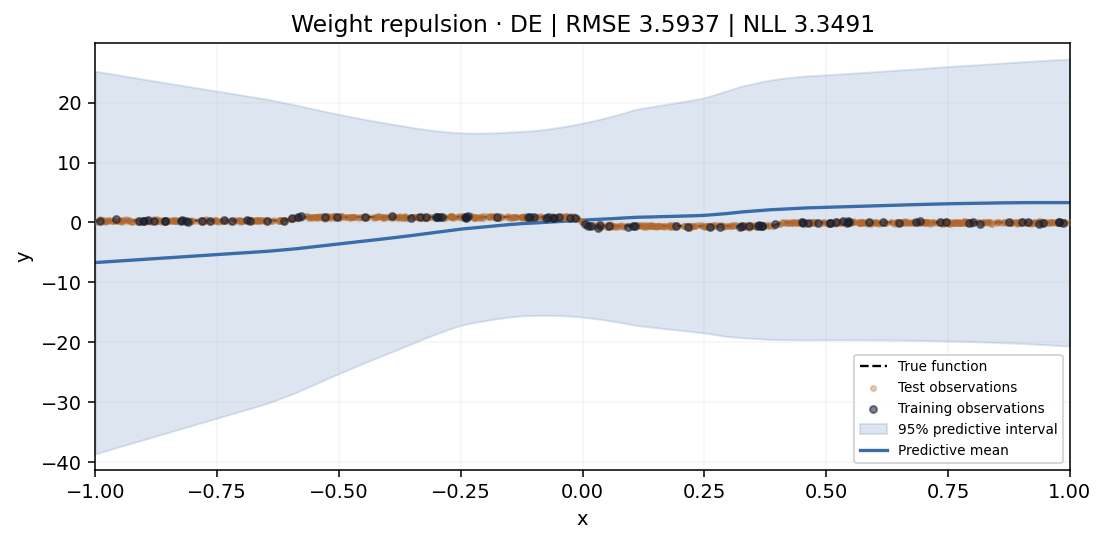 Weight repulsion · DE | RMSE 3.5937 | NLL 3.3491
y
20
10
0
−10
−20
−30
−40
True function
Test observations
Training observations
95% predictive interval
Predictive mean
−1.00 −0.75 −0.50 −0.25 0.00 0.25 0.50 0.75 1.00
x